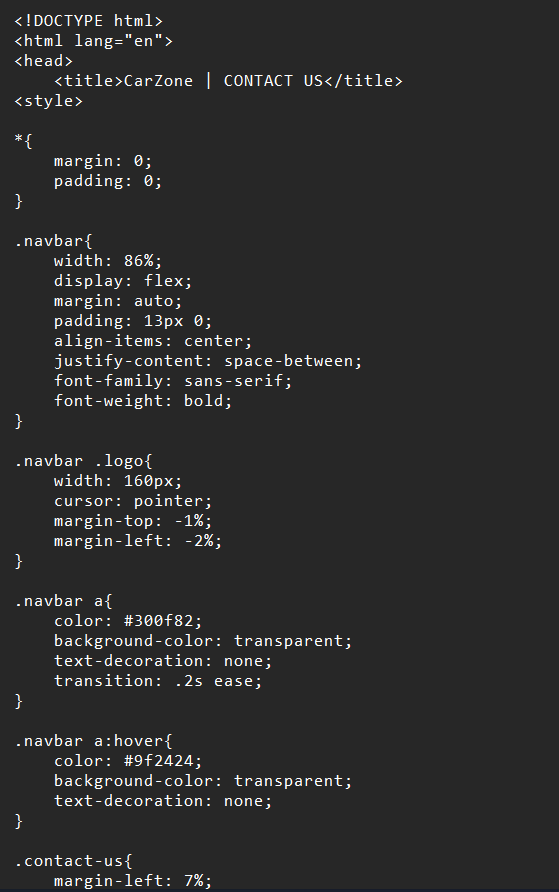 <!DOCTYPE html>
<html lang="en">
<head>
    <title>CarZone | CONTACT US</title>
<style>

*{
    margin: 0;
    padding: 0;
}

.navbar{
    width: 86%;
    display: flex;
    margin: auto;
    padding: 13px 0;
    align-items: center;
    justify-content: space-between;
    font-family: sans-serif;
    font-weight: bold;
}

.navbar .logo{
    width: 160px;
    cursor: pointer;
    margin-top: -1%;
    margin-left: -2%;
}

.navbar a{
    color: #300f82;
    background-color: transparent;
    text-decoration: none;
    transition: .2s ease;
}

.navbar a:hover{
    color: #9f2424;
    background-color: transparent;
    text-decoration: none;
}

.contact-us{
    margin-left: 7%;